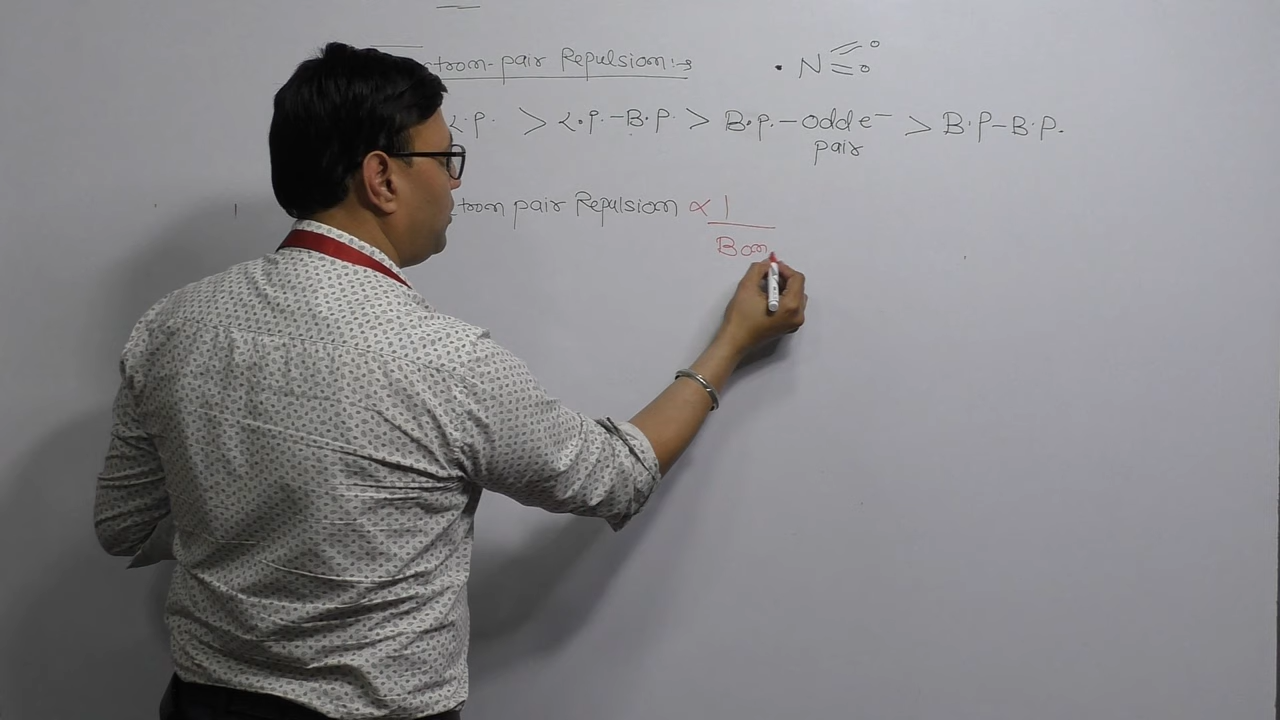 ctron-pair Repulsion:→
• N = O
= O
L.P. > L.P.-B.P. > B.P.-odd e⁻ > B.P-B.P.
pair
ctron pair Repulsion ∝ 1
Bon